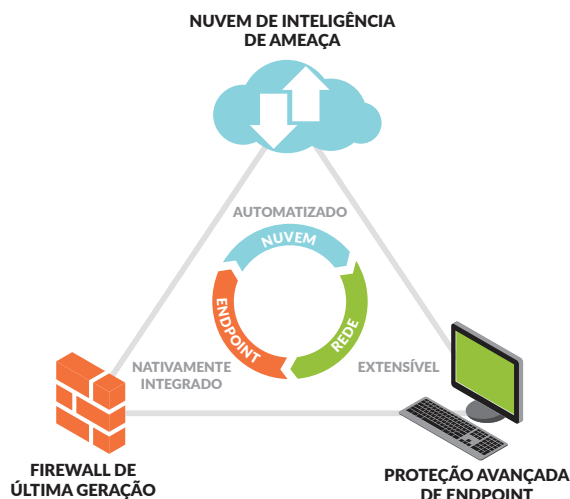 NUVEM DE INTELIGÊNCIA
DE AMEAÇA
AUTOMATIZADO
NUVEM
ENDPOINT
REDE
NATIVAMENTE
INTEGRADO
EXTENSÍVEL
FIREWALL DE
ÚLTIMA GERAÇÃO
PROTEÇÃO AVANÇADA
DE ENDPOINT